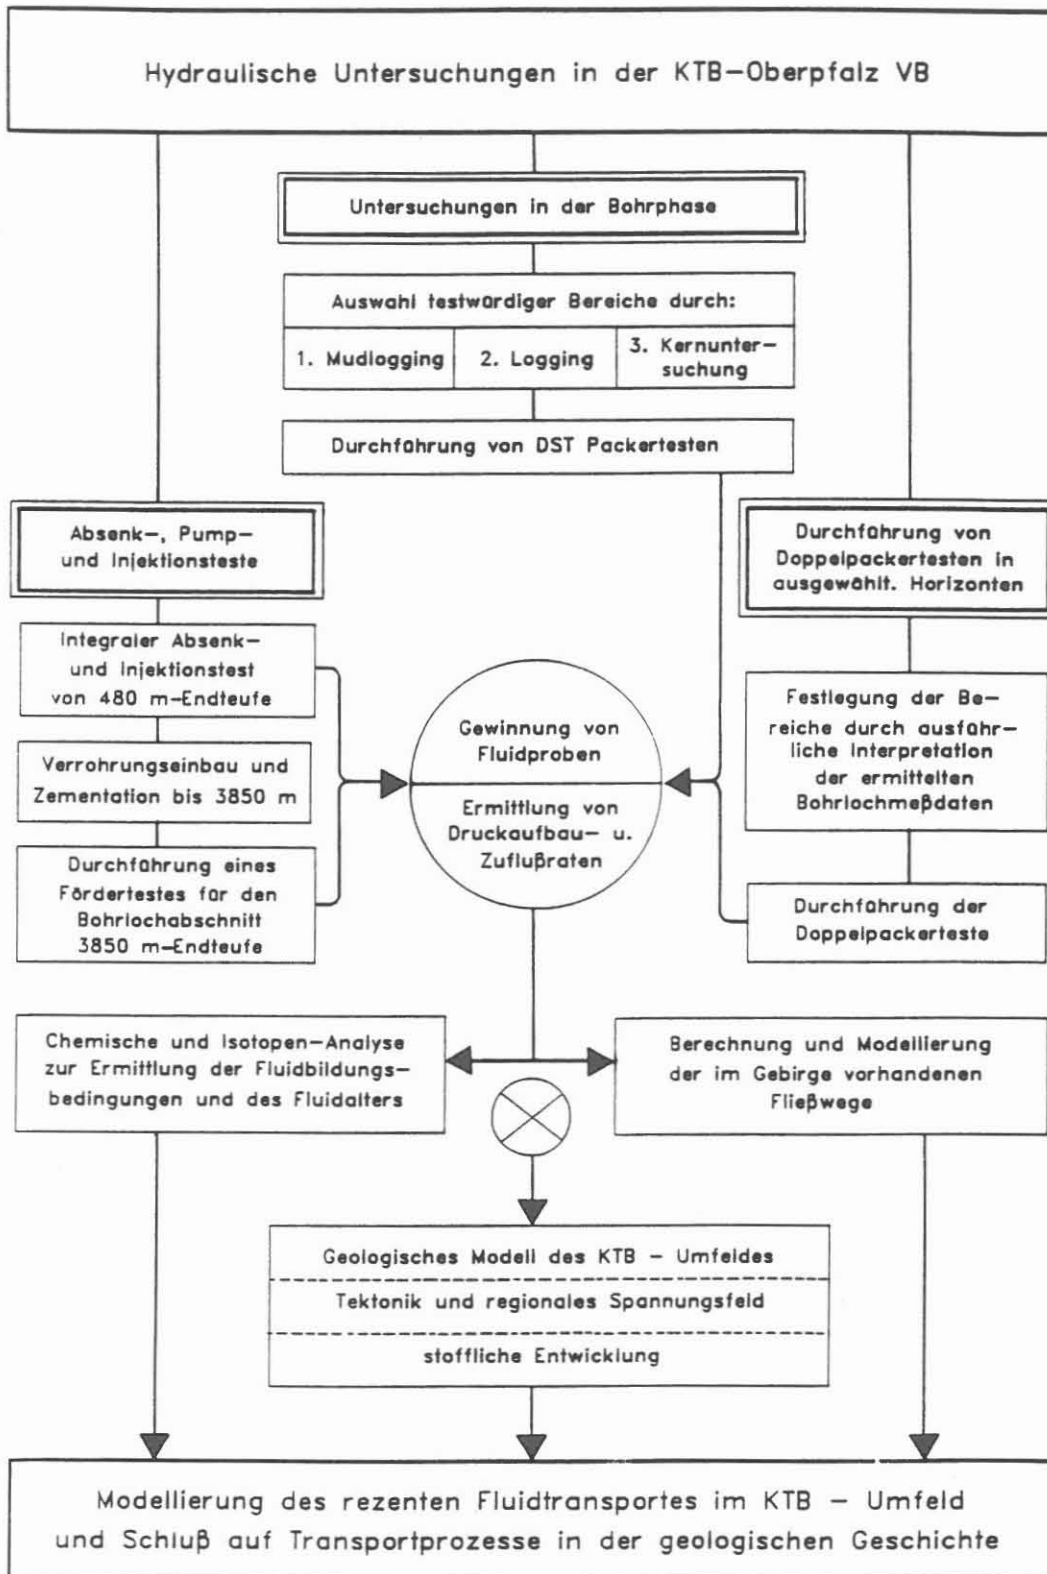 Hydraulische Untersuchungen in der KTB-Oberpfalz VB
Untersuchungen in der Bohrphase
Auswahl testwürdiger Bereiche durch:
1. Mudlogging
2. Logging
3. Kernunter-
suchung
Durchführung von DST Packertesten
Absenk-, Pump-
und Injektionsteste
Durchführung von
Doppelpackertesten in
ausgewählt. Horizonten
Integraler Absenk-
und Injektionstest
von 480 m-Endteufe
Verrohrungseinbau und
Zementation bis 3850 m
Durchführung eines
Fördertestes für den
Bohrlochabschnitt
3850 m-Endteufe
Gewinnung von
Fluidproben
Ermittlung von
Druckaufbau- u.
Zuflußraten
Festlegung der Be-
reiche durch ausführ-
liche Interpretation
der ermittelten
Bohrlochmeßdaten
Durchführung der
Doppelpackerteste
Chemische und Isotopen-Analyse
zur Ermittlung der Fluidbildungs-
bedingungen und des Fluidalters
Berechnung und Modellierung
der im Gebirge vorhandenen
Fließwege
Geologisches Modell des KTB - Umfeldes
Tektonik und regionales Spannungsfeld
stoffliche Entwicklung
Modellierung des rezenten Fluidtransportes im KTB - Umfeld
und Schluß auf Transportprozesse in der geologischen Geschichte